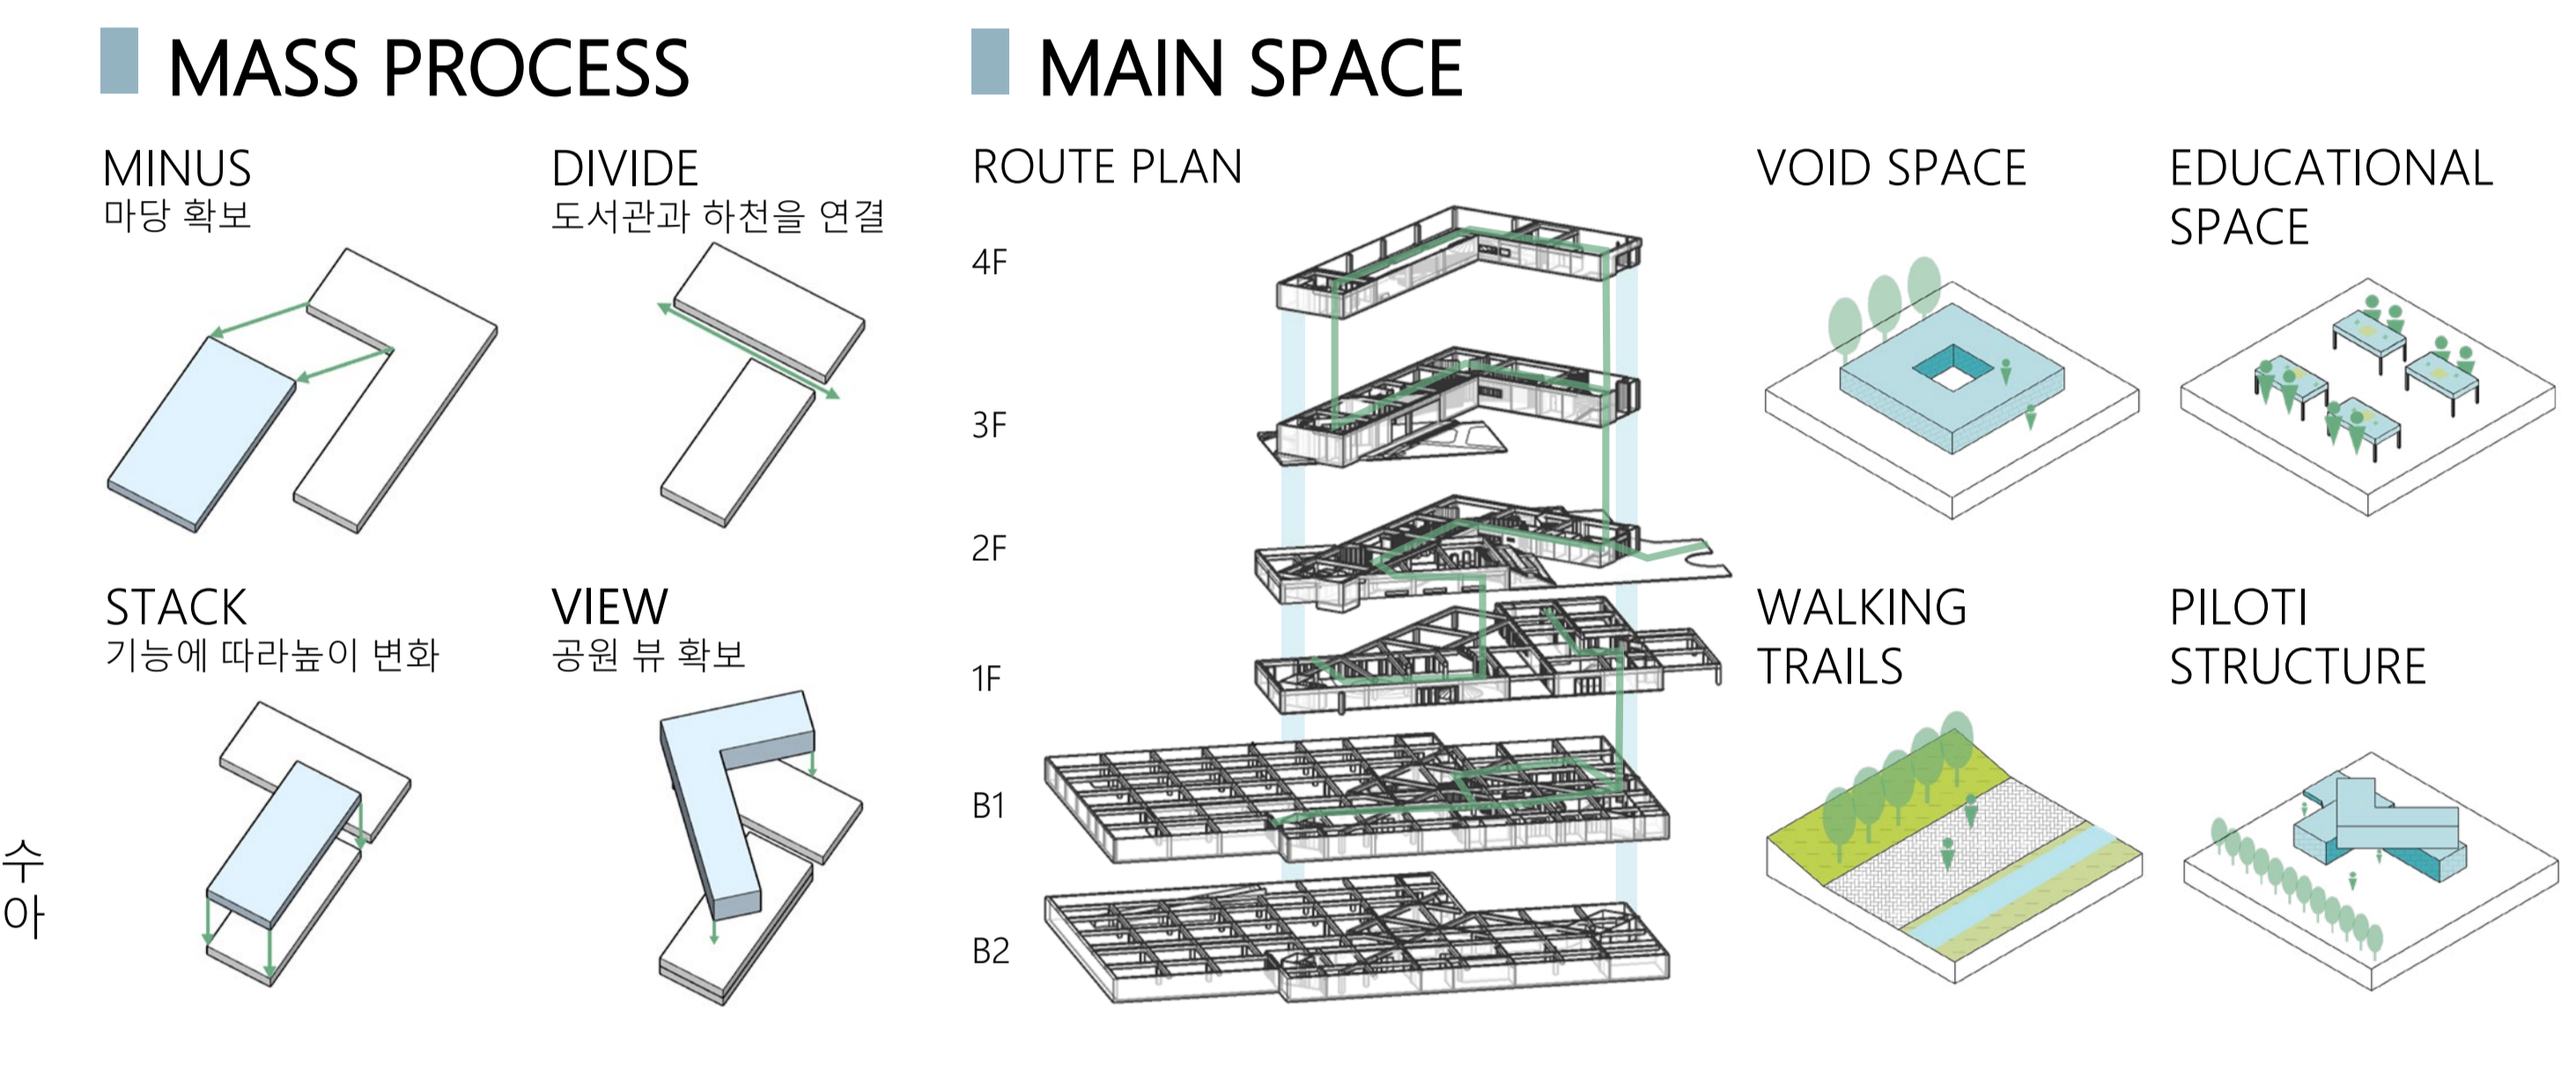 MASS PROCESS
MINUS
마당 확보
DIVIDE
도서관과 하천을 연결
STACK
기능에 따라높이 변화
VIEW
공원 뷰 확보
수
아
MAIN SPACE
ROUTE PLAN
4F
3F
2F
1F
B1
B2
VOID SPACE
EDUCATIONAL
SPACE
WALKING
TRAILS
PILOTI
STRUCTURE